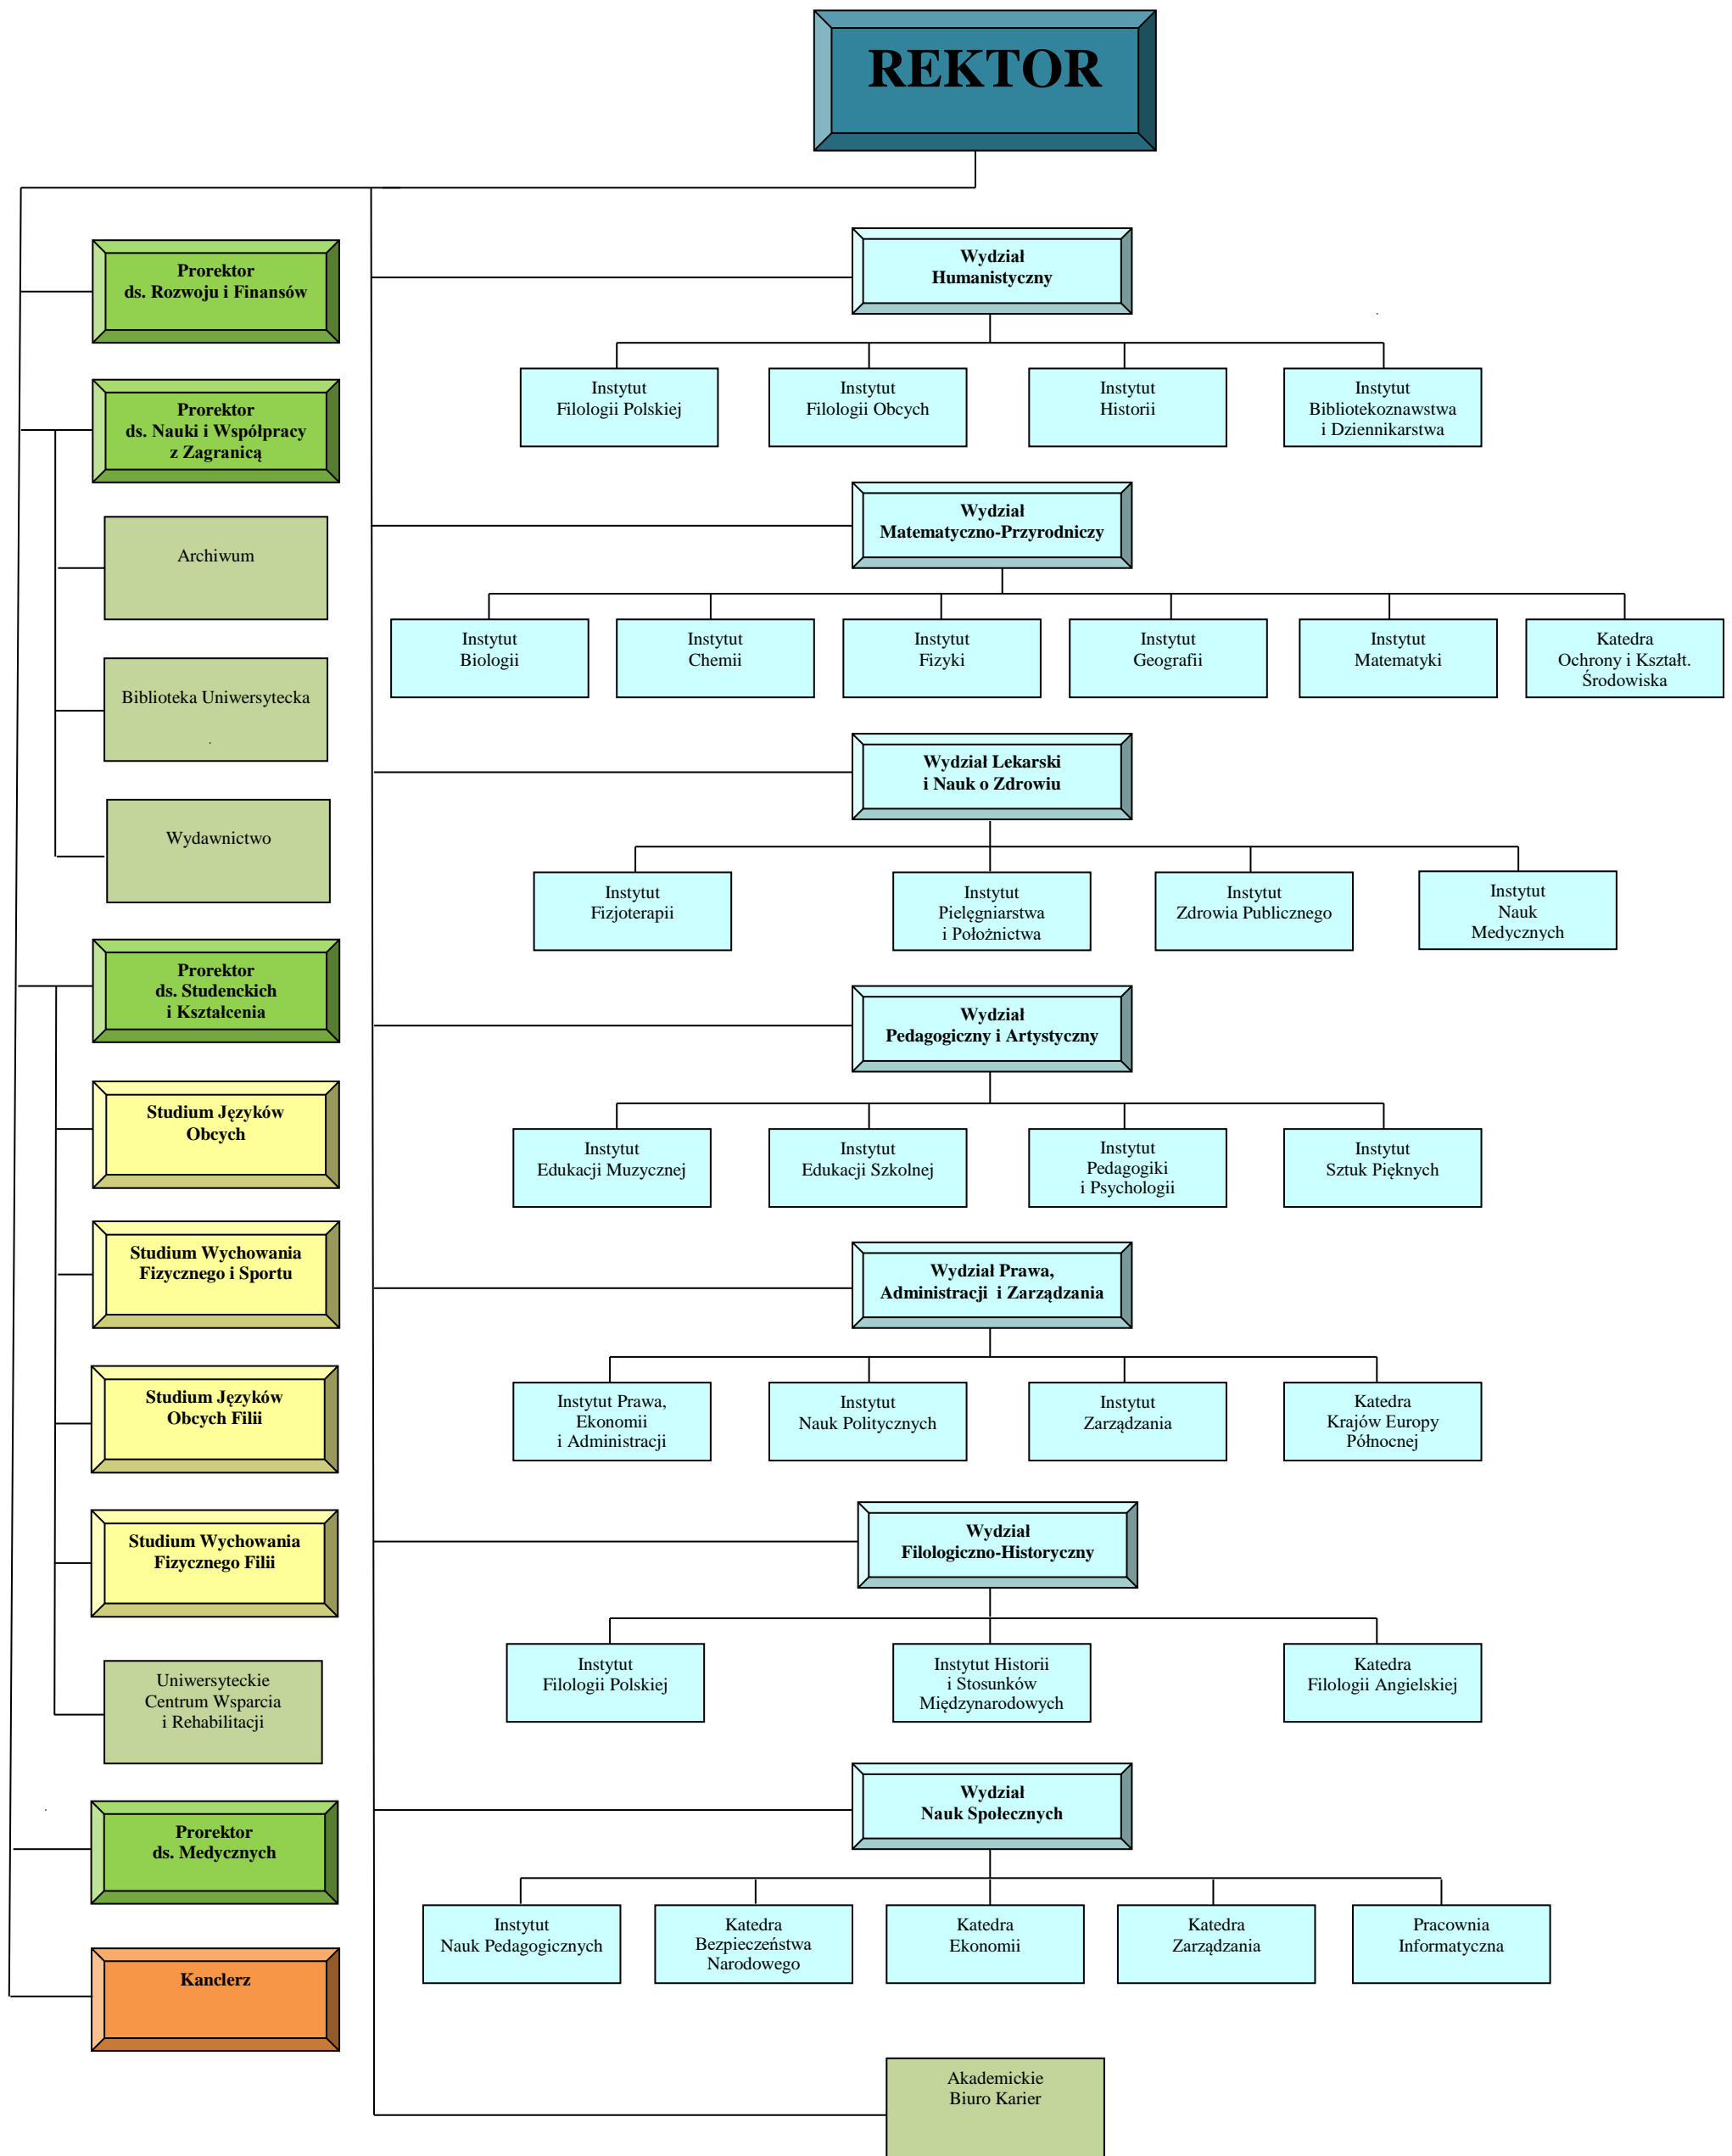 REKTOR
Prorektor
ds. Rozwoju i Finansów
Prorektor
ds. Nauki i Współpracy
z Zagranicą
Archiwum
Biblioteka Uniwersytecka
Wydawnictwo
Prorektor
ds. Studenckich
i Kształcenia
Studium Języków
Obcych
Studium Wychowania
Fizycznego i Sportu
Studium Języków
Obcych Filii
Studium Wychowania
Fizycznego Filii
Uniwersyteckie
Centrum Wsparcia
i Rehabilitacji
Prorektor
ds. Medycznych
Kanclerz
Wydział
Humanistyczny
Instytut
Filologii Polskiej
Instytut
Filologii Obcych
Instytut
Historii
Instytut
Bibliotekoznawstwa
i Dziennikarstwa
Wydział
Matematyczno-Przyrodniczy
Instytut
Biologii
Instytut
Chemii
Instytut
Fizyki
Instytut
Geografii
Instytut
Matematyki
Katedra
Ochrony i Kształt.
Środowiska
Wydział Lekarski
i Nauk o Zdrowiu
Instytut
Fizjoterapii
Instytut
Pielęgniarstwa
i Położnictwa
Instytut
Zdrowia Publicznego
Instytut
Nauk
Medycznych
Wydział
Pedagogiczny i Artystyczny
Instytut
Edukacji Muzycznej
Instytut
Edukacji Szkolnej
Instytut
Pedagogiki
i Psychologii
Instytut
Sztuk Pięknych
Wydział Prawa,
Administracji i Zarządzania
Instytut Prawa,
Ekonomii
i Administracji
Instytut
Nauk Politycznych
Instytut
Zarządzania
Katedra
Krajów Europy
Północnej
Wydział
Filologiczno-Historyczny
Instytut
Filologii Polskiej
Instytut Historii
i Stosunków
Międzynarodowych
Katedra
Filologii Angielskiej
Wydział
Nauk Społecznych
Instytut
Nauk Pedagogicznych
Katedra
Bezpieczeństwa
Narodowego
Katedra
Ekonomii
Katedra
Zarządzania
Pracownia
Informatyczna
Akademickie
Biuro Karier